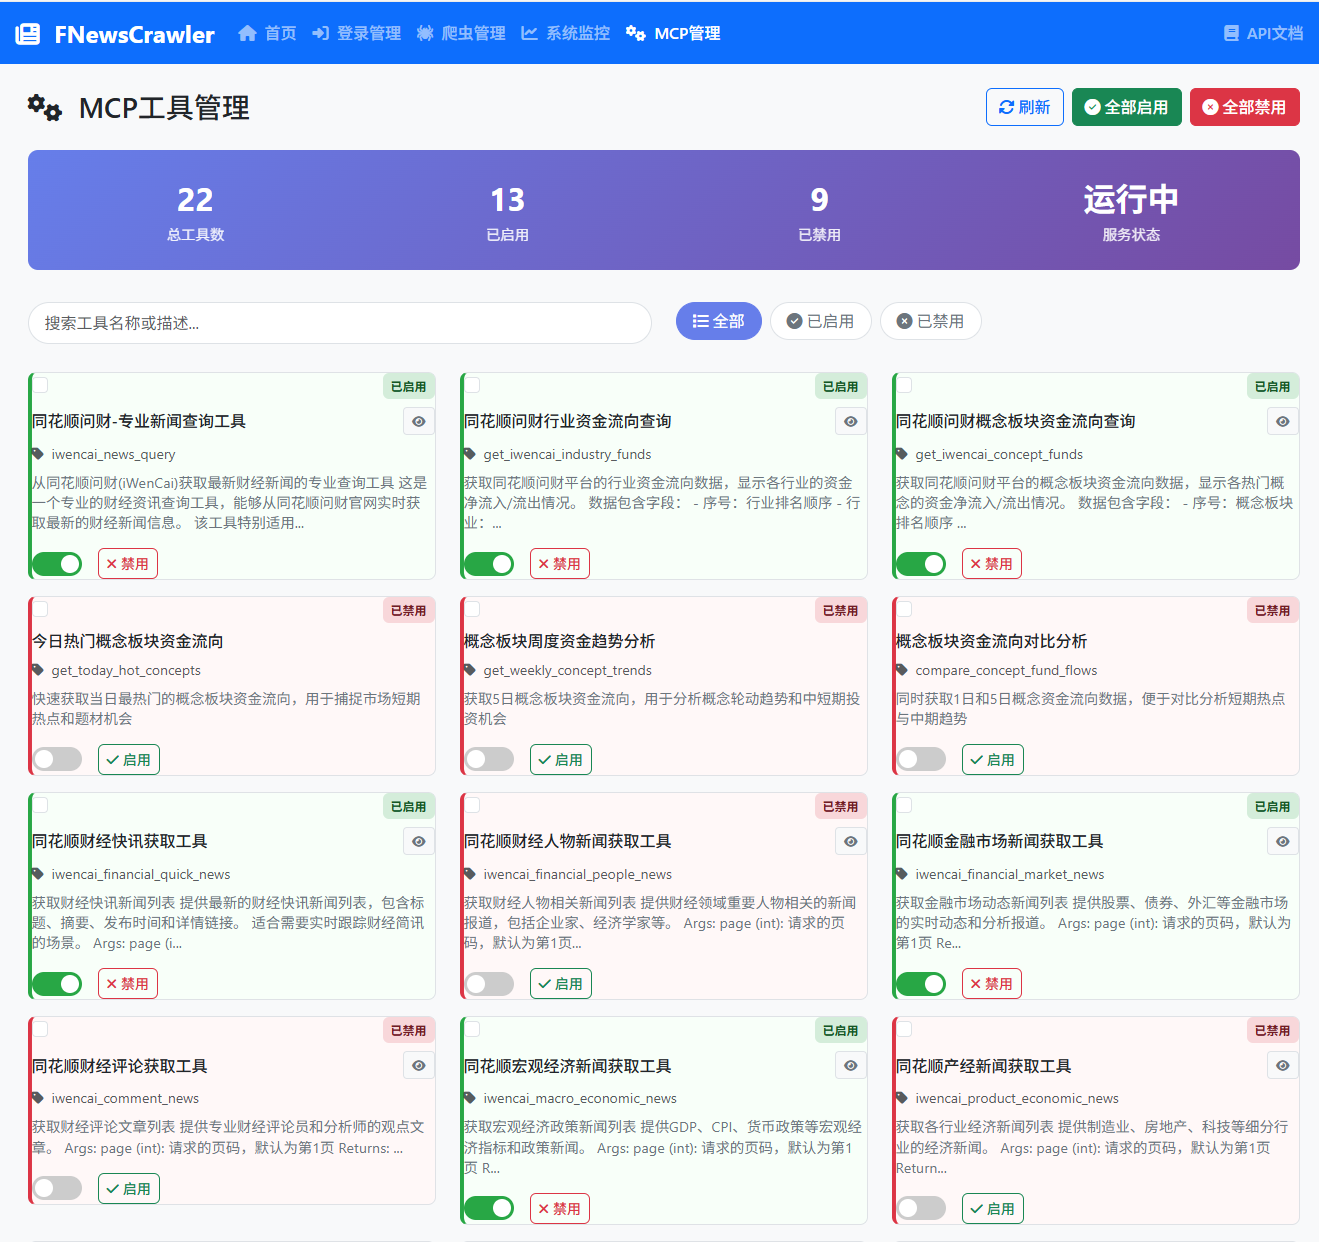 FNewsCrawler 首页 登录管理 爬虫管理 系统监控 MCP管理 API文档
MCP工具管理
刷新 全部启用 全部禁用
22 13 9 运行中
总工具数 已启用 已禁用 服务状态
搜索工具名称或描述... 全部 已启用 已禁用
已启用
同花顺问财-专业新闻查询工具
iwencai_news_query
从同花顺问财(iWenCai)获取最新财经新闻的专业查询工具 这是
一个专业的财经资讯查询工具，能够从同花顺问财官网实时获
取最新的财经新闻信息。 该工具特别适用...
禁用
已启用
同花顺问财行业资金流向查询
get_iwencai_industry_funds
获取同花顺问财平台的行业资金流向数据，显示各行业的资金
净流入/流出情况。 数据包含字段： - 序号：行业排名顺序 - 行
业：...
禁用
已启用
同花顺问财概念板块资金流向查询
get_iwencai_concept_funds
获取同花顺问财平台的概念板块资金流向数据，显示各热门概
念的资金净流入/流出情况。 数据包含字段： - 序号：概念板块
排名顺序 ...
禁用
已禁用
今日热门概念板块资金流向
get_today_hot_concepts
快速获取当日最热门的概念板块资金流向，用于捕捉市场短期
热点和题材机会
启用
已禁用
概念板块周度资金趋势分析
get_weekly_concept_trends
获取5日概念板块资金流向，用于分析概念轮动趋势和中短期投
资机会
启用
已禁用
概念板块资金流向对比分析
compare_concept_fund_flows
同时获取1日和5日概念资金流向数据，便于对比分析短期热点
与中期趋势
启用
已启用
同花顺财经快讯获取工具
iwencai_financial_quick_news
获取财经快讯新闻列表 提供最新的财经快讯新闻列表，包含标
题、摘要、发布时间和详情链接。 适合需要实时跟踪财经简讯
的场景。 Args: page (i...
禁用
已禁用
同花顺财经人物新闻获取工具
iwencai_financial_people_news
获取财经人物相关新闻列表 提供财经领域重要人物相关的新闻
报道，包括企业家、经济学家等。 Args: page (int): 请求的页
码，默认为第1页...
启用
已启用
同花顺金融市场新闻获取工具
iwencai_financial_market_news
获取金融市场动态新闻列表 提供股票、债券、外汇等金融市场
的实时动态和分析报道。 Args: page (int): 请求的页码，默认为
第1页 Re...
禁用
已禁用
同花顺财经评论获取工具
iwencai_comment_news
获取财经评论文章列表 提供专业财经评论员和分析师的观点文
章。 Args: page (int): 请求的页码，默认为第1页 Returns: ...
启用
已启用
同花顺宏观经济新闻获取工具
iwencai_macro_economic_news
获取宏观经济政策新闻列表 提供GDP、CPI、货币政策等宏观经
济指标和政策新闻。 Args: page (int): 请求的页码，默认为第1
页 R...
禁用
已禁用
同花顺产经新闻获取工具
iwencai_product_economic_news
获取各行业经济新闻列表 提供制造业、房地产、科技等细分行
业的经济新闻。 Args: page (int): 请求的页码，默认为第1页
Return...
启用